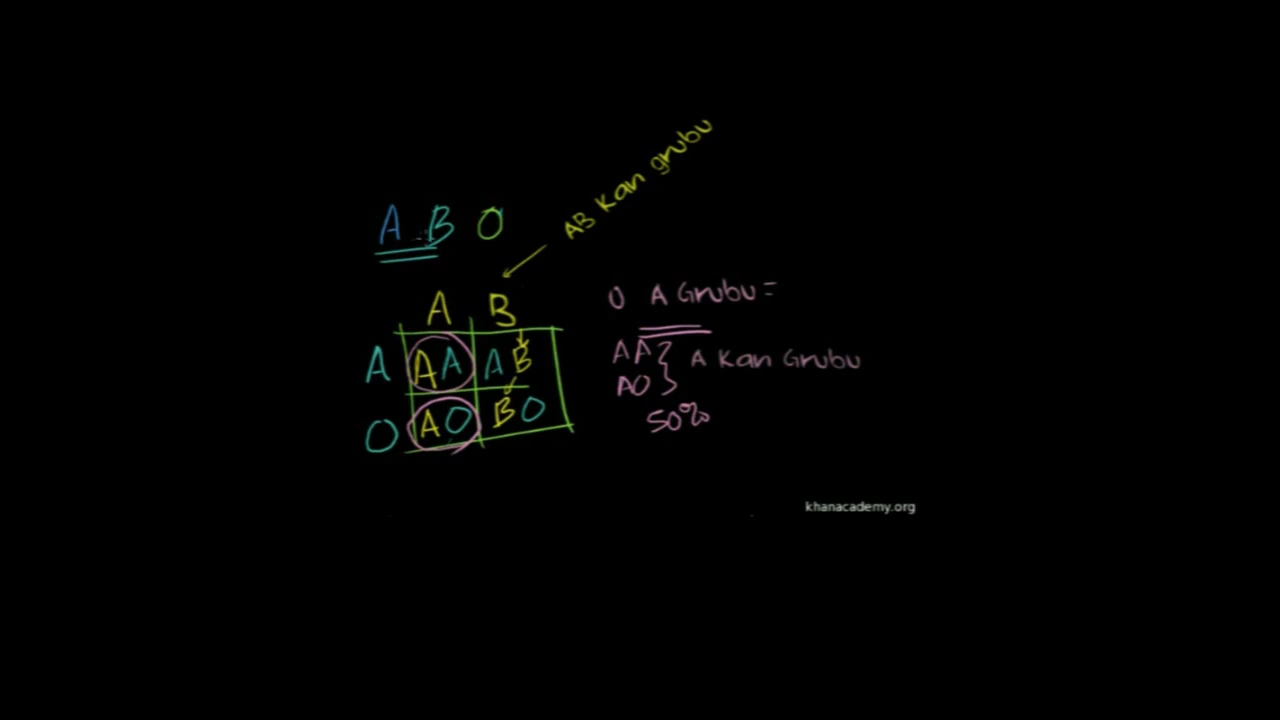 AB Kan grubu
A B O
A B
O A Grubu =
A AA AB
AA } A Kan Grubu
AO
O AO BO
50%
khanacademy.org